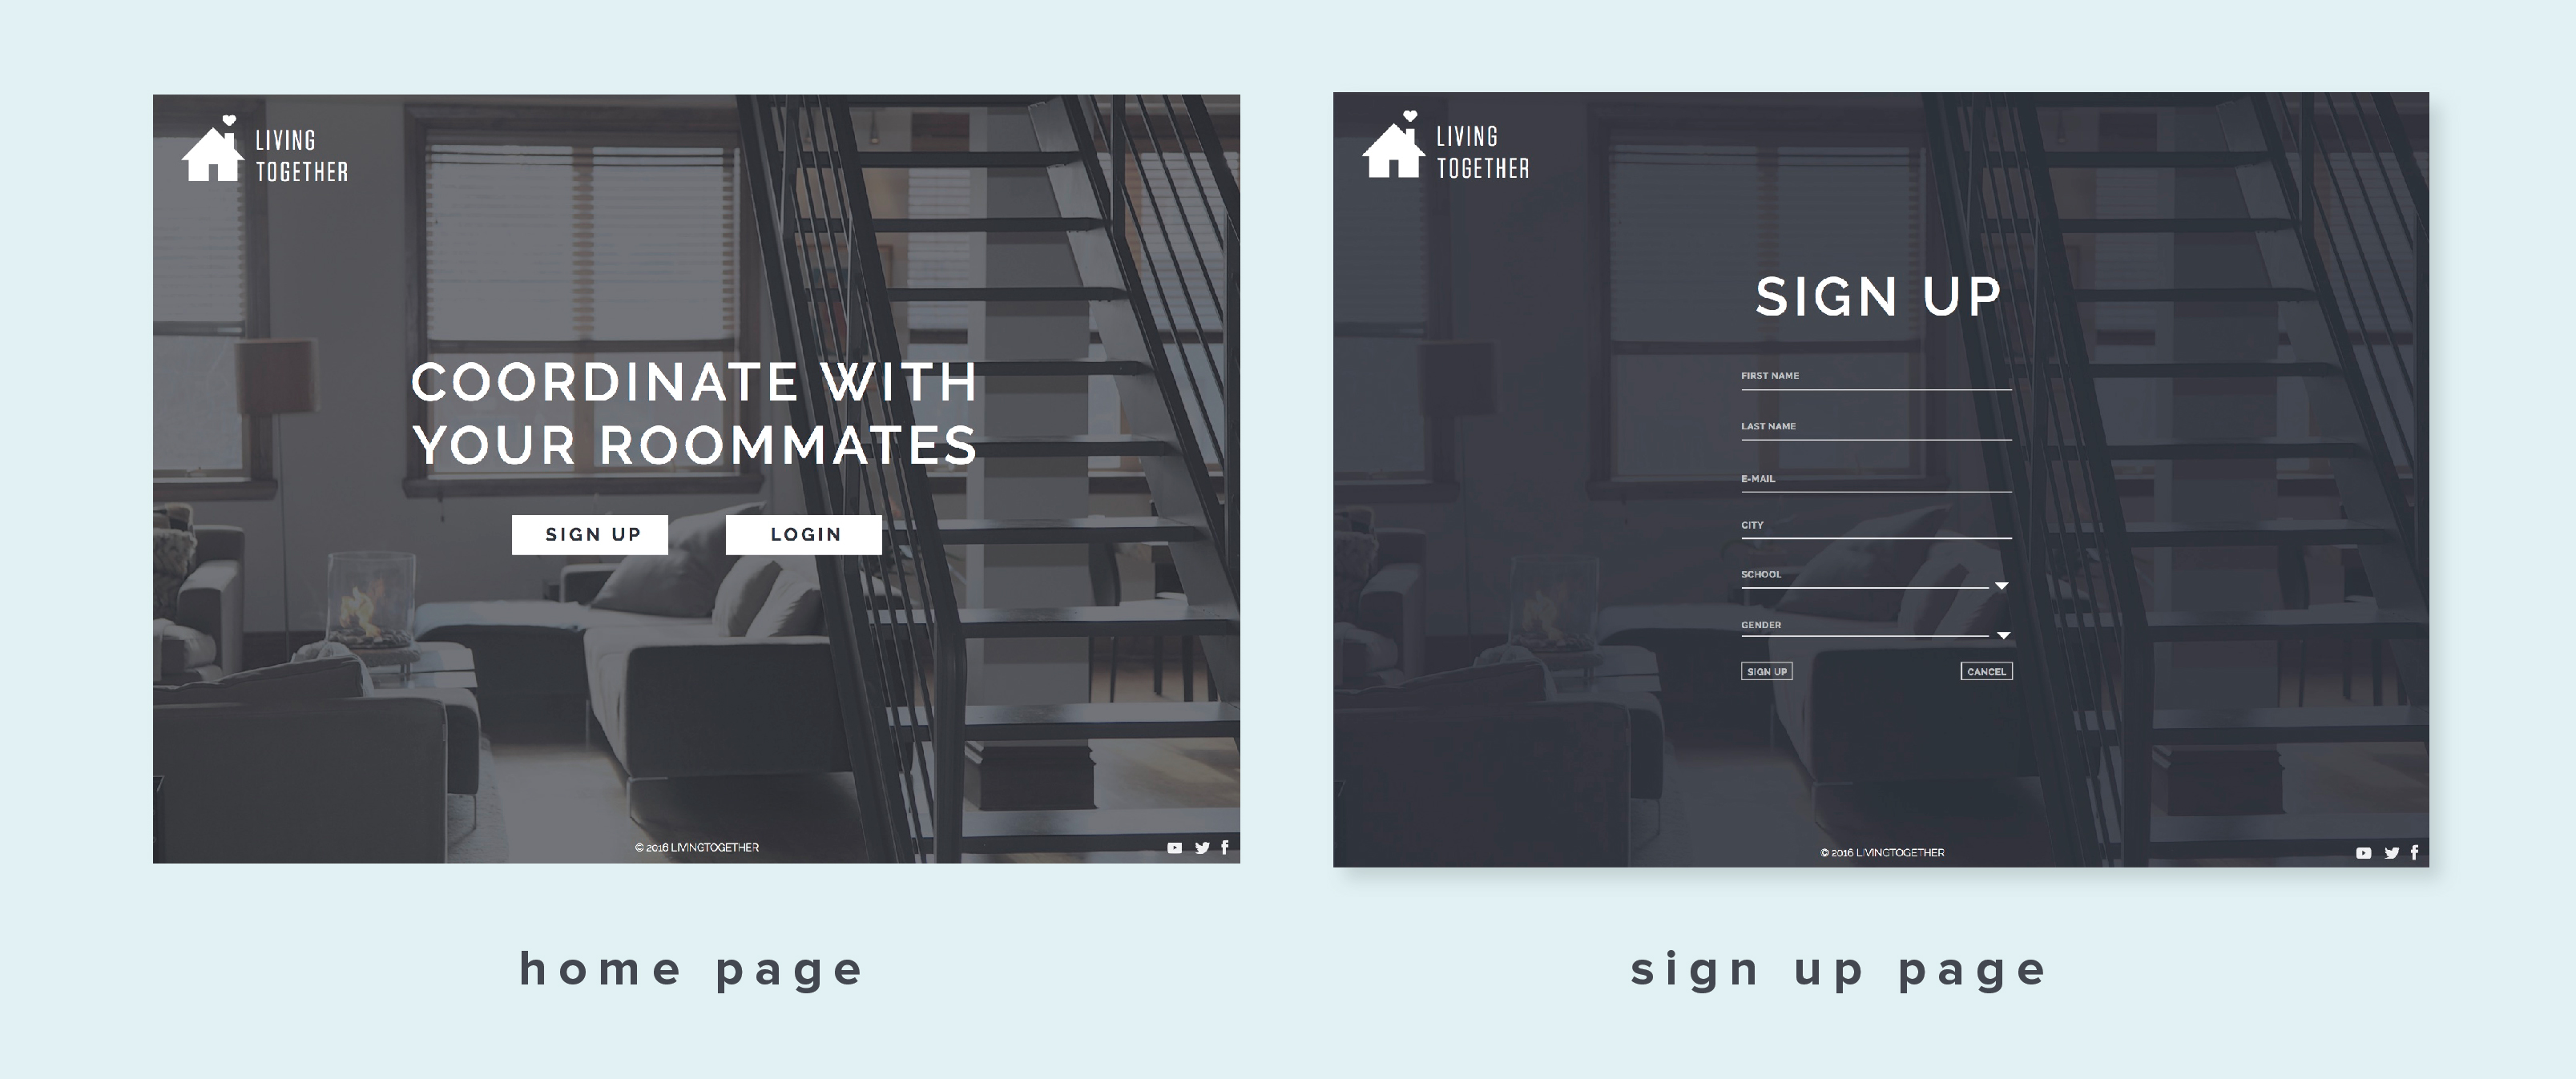 LIVING
TOGETHER
COORDINATE WITH
YOUR ROOMMATES
SIGN UP
LOGIN
© 2016 LIVINGTOGETHER
home page
LIVING
TOGETHER
SIGN UP
FIRST NAME
LAST NAME
E-MAIL
CITY
SCHOOL
GENDER
SIGN UP
CANCEL
© 2016 LIVINGTOGETHER
sign up page